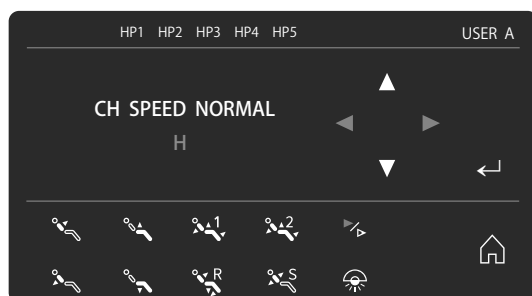 HP1 HP2 HP3 HP4 HP5 USER A
CH SPEED NORMAL
H
1 2
R S